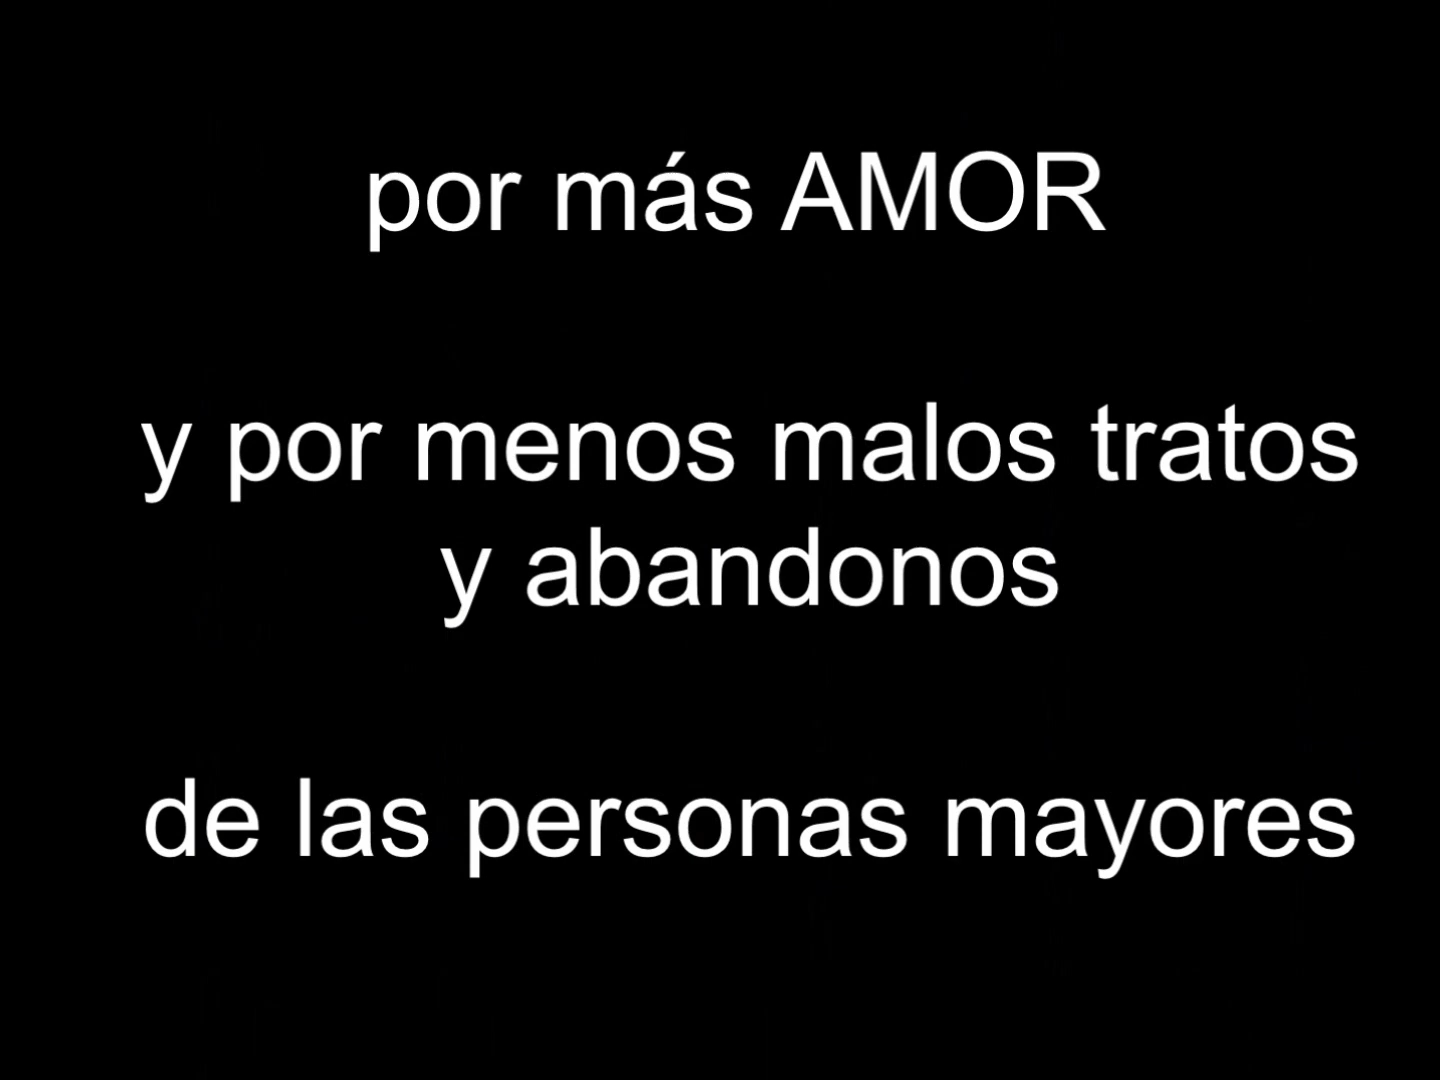 por más AMOR
y por menos malos tratos
y abandonos
de las personas mayores